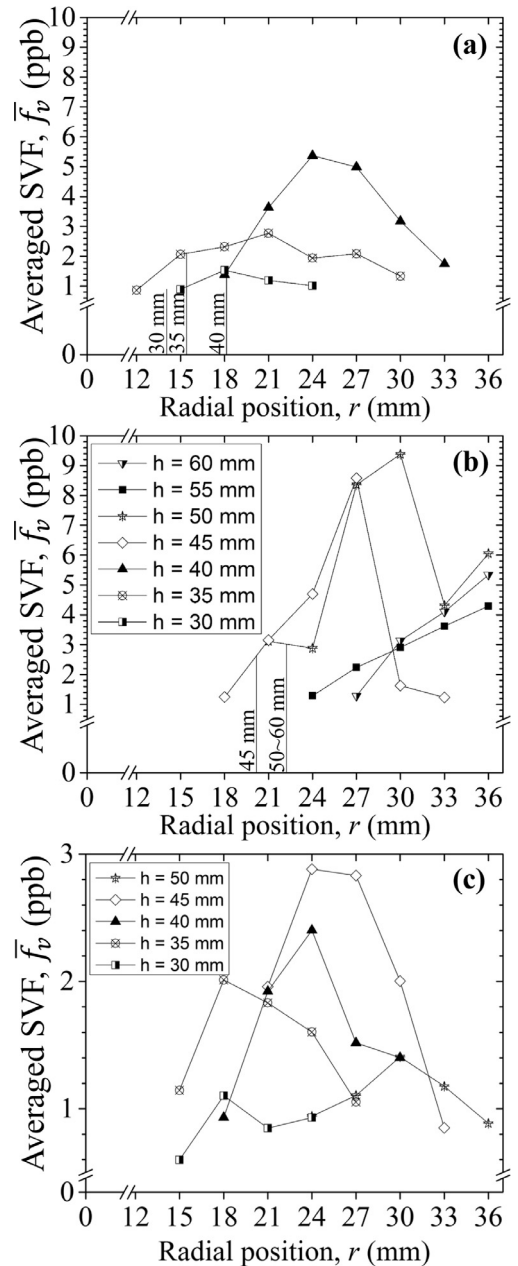 (a)
Averaged SVF, f̅v (ppb)
10
9
8
7
6
5
4
3
2
1
0
30 mm
35 mm
40 mm
0 12 15 18 21 24 27 30 33 36
Radial position, r (mm)
(b)
Averaged SVF, f̅v (ppb)
10
9
8
7
6
5
4
3
2
1
0
h = 60 mm
h = 55 mm
h = 50 mm
h = 45 mm
h = 40 mm
h = 35 mm
h = 30 mm
45 mm
50~60 mm
0 12 15 18 21 24 27 30 33 36
Radial position, r (mm)
(c)
Averaged SVF, f̅v (ppb)
3
2
1
0
h = 50 mm
h = 45 mm
h = 40 mm
h = 35 mm
h = 30 mm
0 12 15 18 21 24 27 30 33 36
Radial position, r (mm)